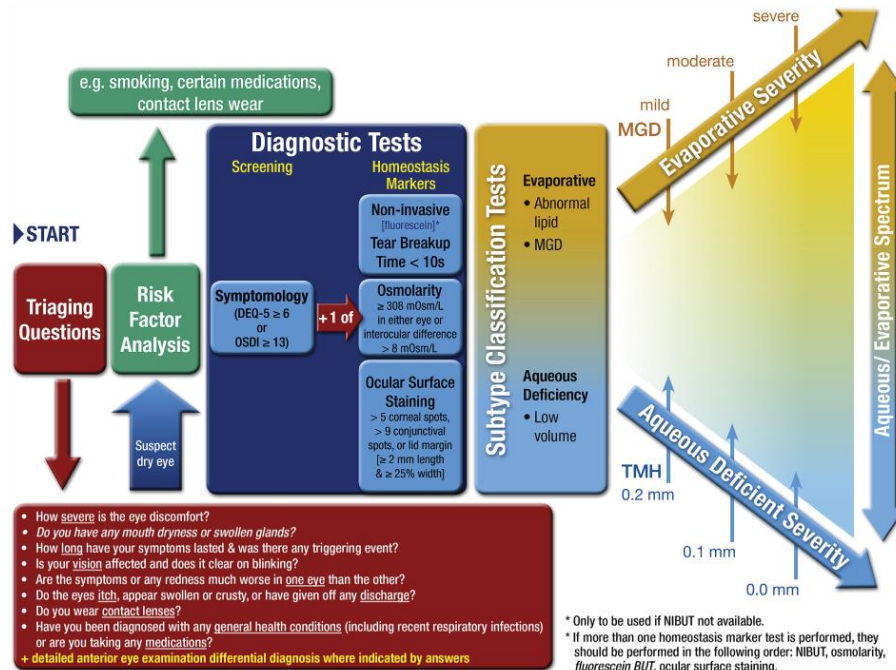 START
Triaging
Questions
Risk
Factor
Analysis
e.g. smoking, certain medications,
contact lens wear
Suspect
dry eye
Diagnostic Tests
Screening
Homeostasis
Markers
Symptomology
(DEQ-5 ≥ 6
or
OSDI ≥ 13)
+ 1 of
Non-invasive
[fluorescein]*
Tear Breakup
Time < 10s
Osmolarity
≥ 308 mOsm/L
in either eye or
interocular difference
> 8 mOsm/L
Ocular Surface
Staining
> 5 corneal spots,
> 9 conjunctival
spots, or lid margin
[≥ 2 mm length
& ≥ 25% width]
Subtype Classification Tests
Evaporative
• Abnormal
lipid
• MGD
Aqueous
Deficiency
• Low
volume
severe
moderate
mild
MGD
Evaporative Severity
Aqueous/ Evaporative Spectrum
Aqueous Deficient Severity
TMH
0.2 mm
0.1 mm
0.0 mm
• How severe is the eye discomfort?
• Do you have any mouth dryness or swollen glands?
• How long have your symptoms lasted & was there any triggering event?
• Is your vision affected and does it clear on blinking?
• Are the symptoms or any redness much worse in one eye than the other?
• Do the eyes itch, appear swollen or crusty, or have given off any discharge?
• Do you wear contact lenses?
• Have you been diagnosed with any general health conditions (including recent respiratory infections)
or are you taking any medications?
+ detailed anterior eye examination differential diagnosis where indicated by answers
* Only to be used if NIBUT not available.
* If more than one homeostasis marker test is performed, they
should be performed in the following order: NIBUT, osmolarity,
fluorescein BUT, ocular surface staining.